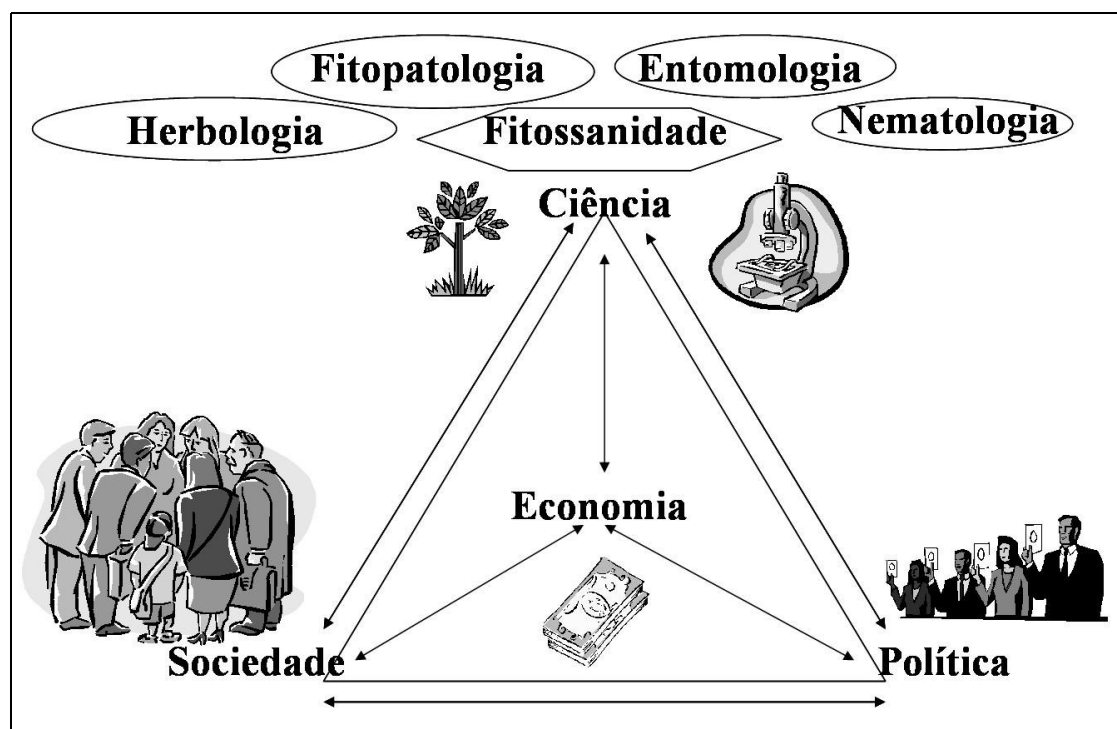 Fitopatologia
Entomologia
Herbologia
Fitossanidade
Nematologia
Ciência
Economia
Sociedade
Política